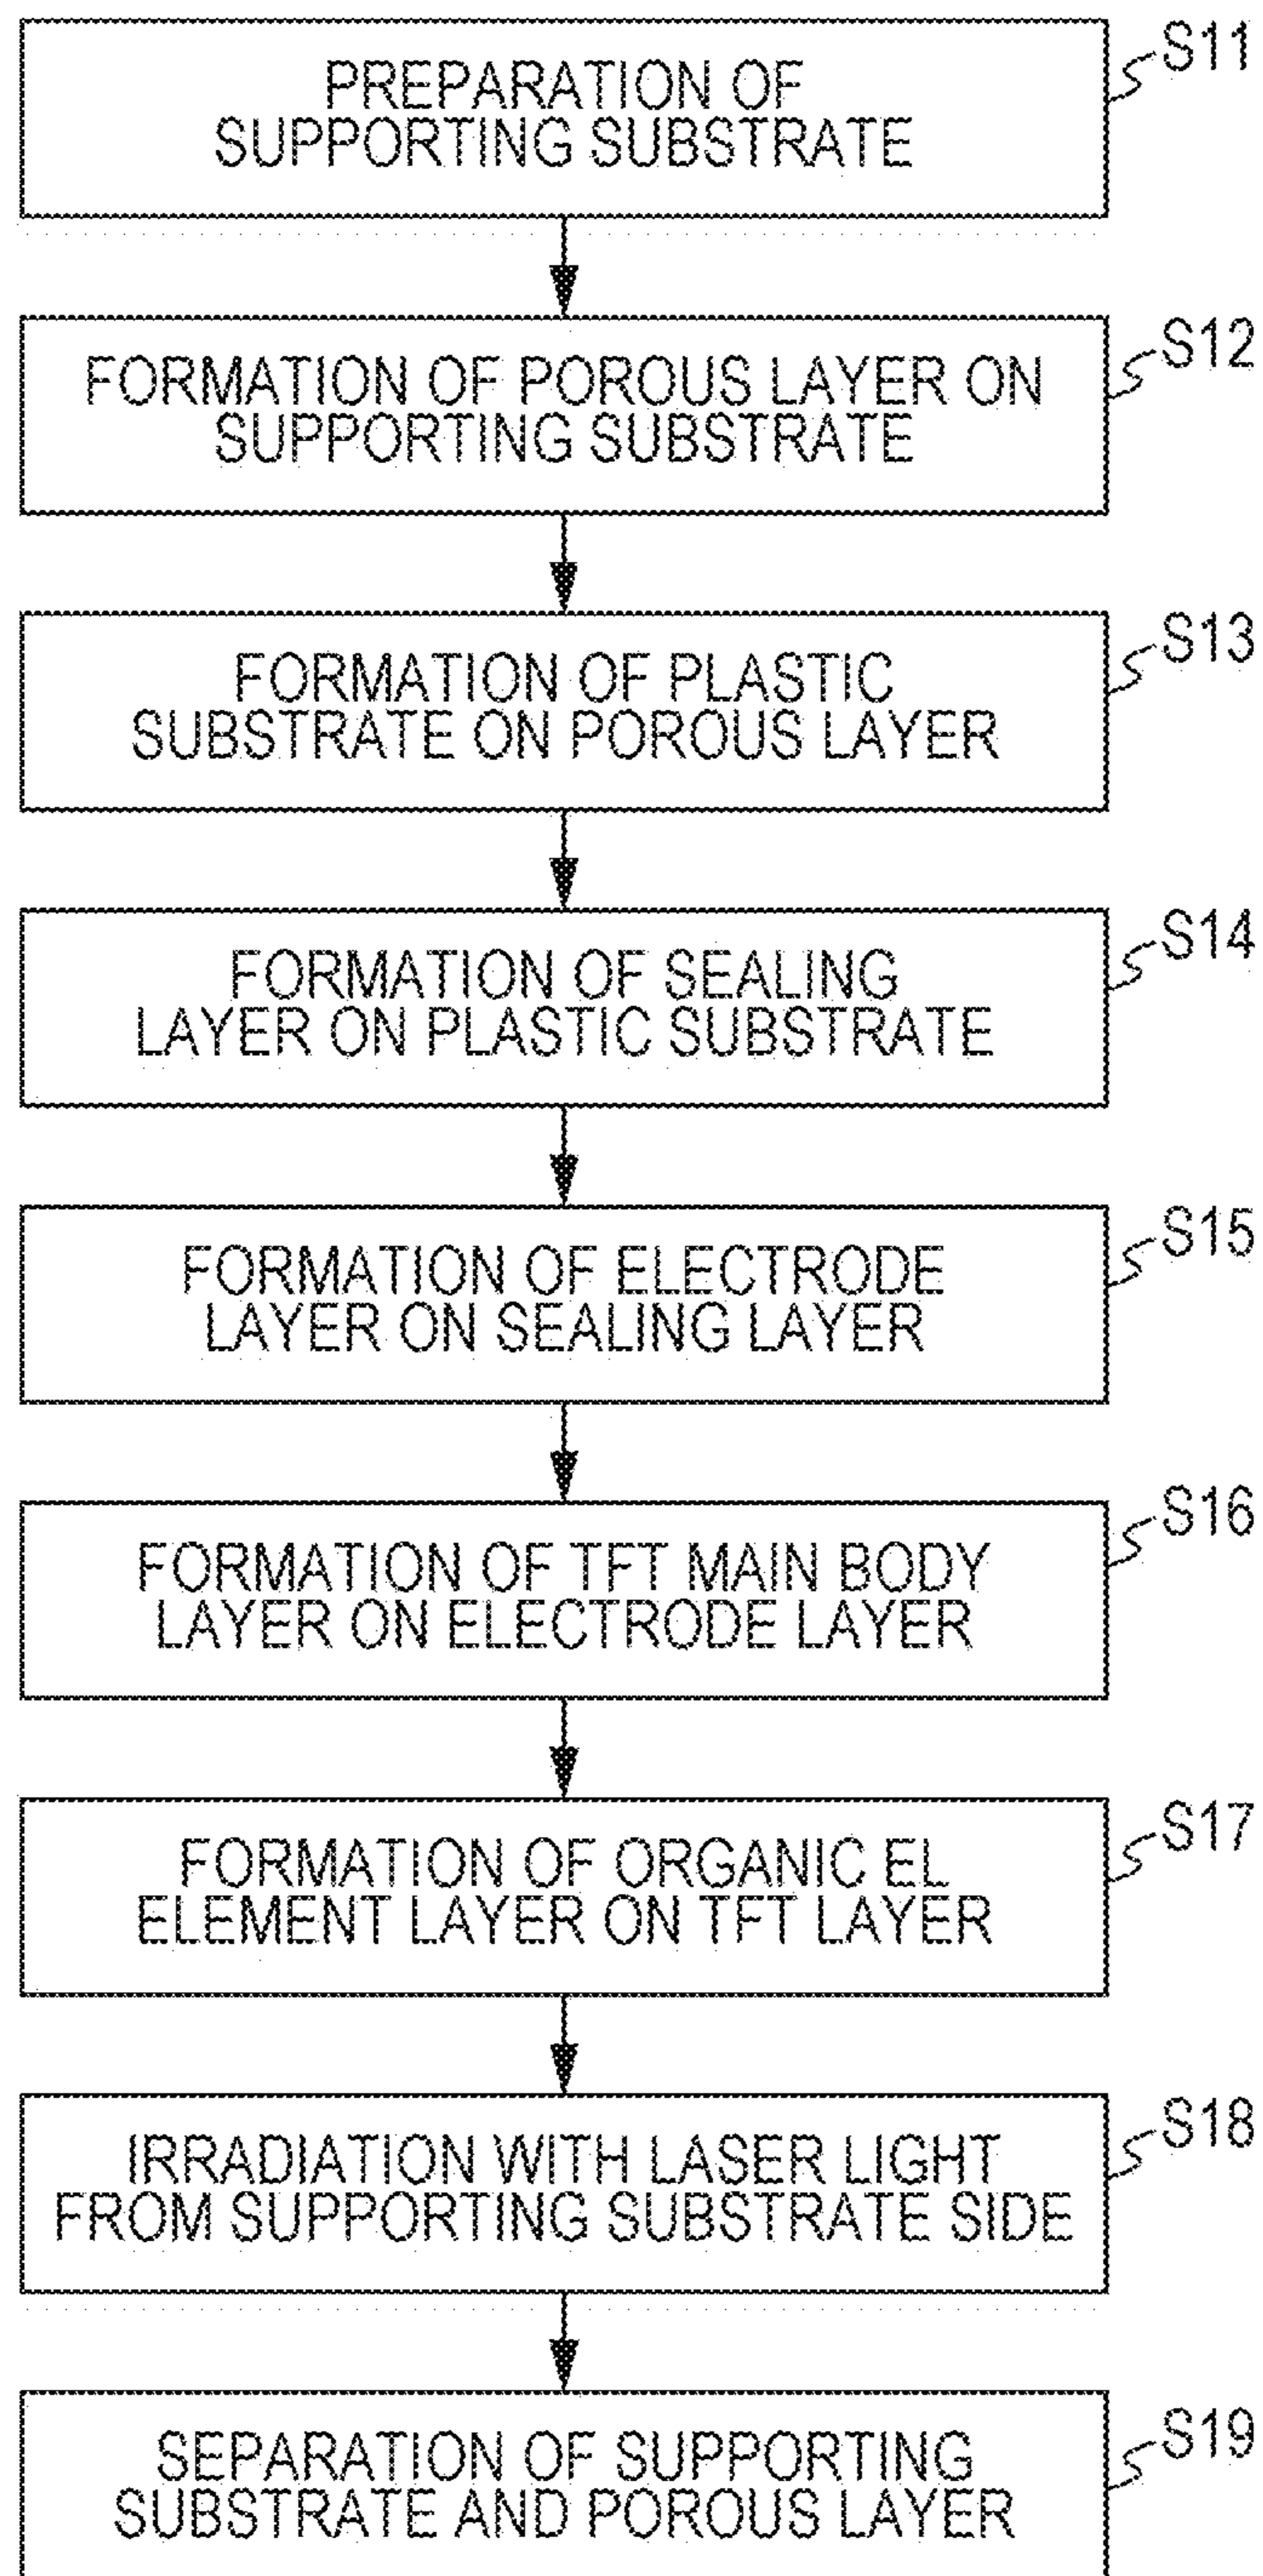 PREPARATION OF
SUPPORTING SUBSTRATE
S11
FORMATION OF POROUS LAYER ON
SUPPORTING SUBSTRATE
S12
FORMATION OF PLASTIC
SUBSTRATE ON POROUS LAYER
S13
FORMATION OF SEALING
LAYER ON PLASTIC SUBSTRATE
S14
FORMATION OF ELECTRODE
LAYER ON SEALING LAYER
S15
FORMATION OF TFT MAIN BODY
LAYER ON ELECTRODE LAYER
S16
FORMATION OF ORGANIC EL
ELEMENT LAYER ON TFT LAYER
S17
IRRADIATION WITH LASER LIGHT
FROM SUPPORTING SUBSTRATE SIDE
S18
SEPARATION OF SUPPORTING
SUBSTRATE AND POROUS LAYER
S19